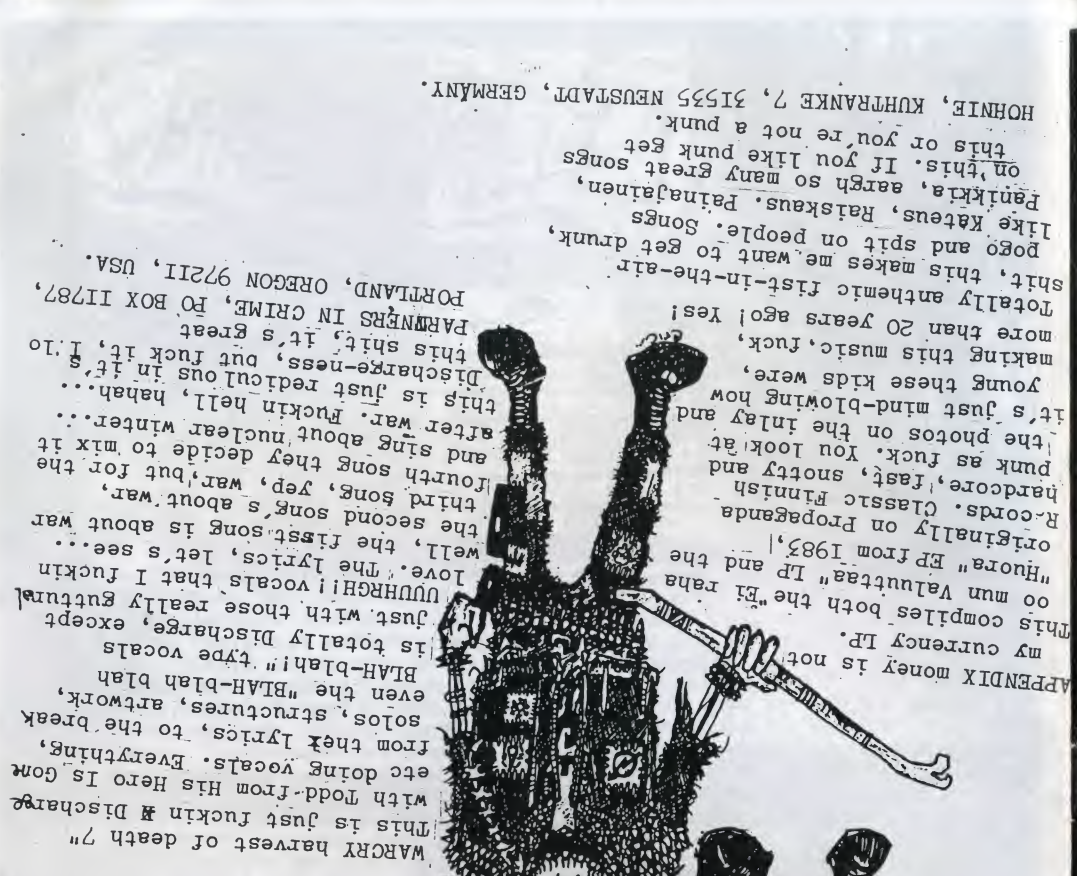 APPENDIX money is not
my currency LP.
This compiles both the "Ei raha
oo mun Valuuttaa" LP and the
"Huora" EP from 1983,
originally on Propaganda
R-cords. Classic Finnish
hardcore, fast, snotty and
punk as fuck. You look at
the photos on the inlay and
it's just mind-blowing how
young these kids were,
making this music, fuck,
more than 20 years ago! Yes!
Totally anthemic fist-in-the-air
shit, this makes me want to get drunk,
pogo and spit on people. Songs
like Kateus, Raiskaus. Painajainen,
Panikkia, aargh so many great songs
on this. If you like punk get
this or you're not a punk.
HOHNIE, KUHTRANKE 7, 31535 NEUSTADT, GERMANY.
WARCRY harvest of death 7"
This is just fuckin Discharge
with Todd from His Hero Is Gone
etc doing vocals. Everything,
from the lyrics, to the break
solos, structures, artwork,
even the "BLAH-blah blah
BLAH-blah!" type vocals
is totally Discharge, except
just with those really guttural
UUUHRGH!! vocals that I fuckin
love. The lyrics, let's see...
well, the first song is about war
the second song's about war,
third song, yep, war, but for the
fourth song they decide to mix it
and sing about nuclear winter...
after war. Fuckin hell, hahah...
this is just rediculous in it's
Discharge-ness, but fuck it, I lo
this shit, it's great
PARTNERS IN CRIME, PO BOX II787,
PORTLAND, OREGON 972II, USA.